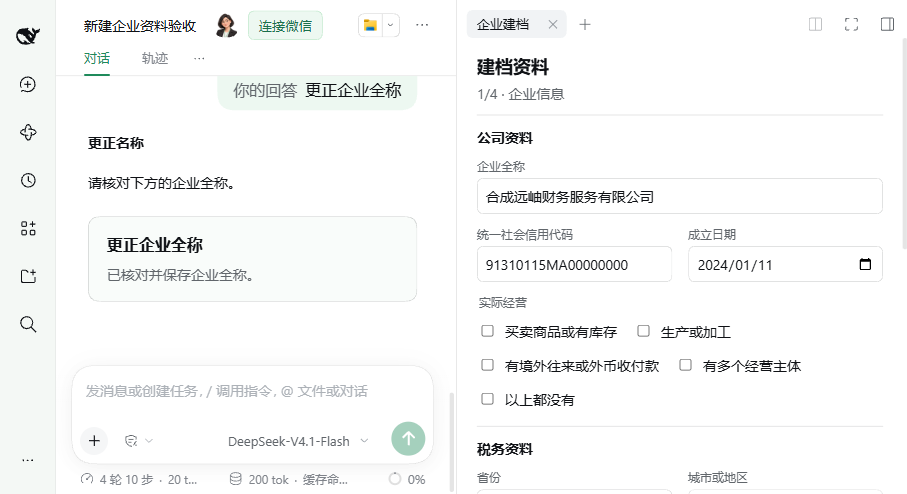 新建企业资料验收
连接微信
对话
轨迹
你的回答 更正企业全称
更正名称
请核对下方的企业全称。
更正企业全称
已核对并保存企业全称。
发消息或创建任务, / 调用指令, @ 文件或对话
DeepSeek-V4.1-Flash
4 轮 10 步 · 20 t...
200 tok · 缓存命...
0%
企业建档
建档资料
1/4 · 企业信息
公司资料
企业全称
合成远岫财务服务有限公司
统一社会信用代码
成立日期
91310115MA00000000
2024/01/11
实际经营
买卖商品或有库存
生产或加工
有境外往来或外币收付款
有多个经营主体
以上都没有
税务资料
省份
城市或地区